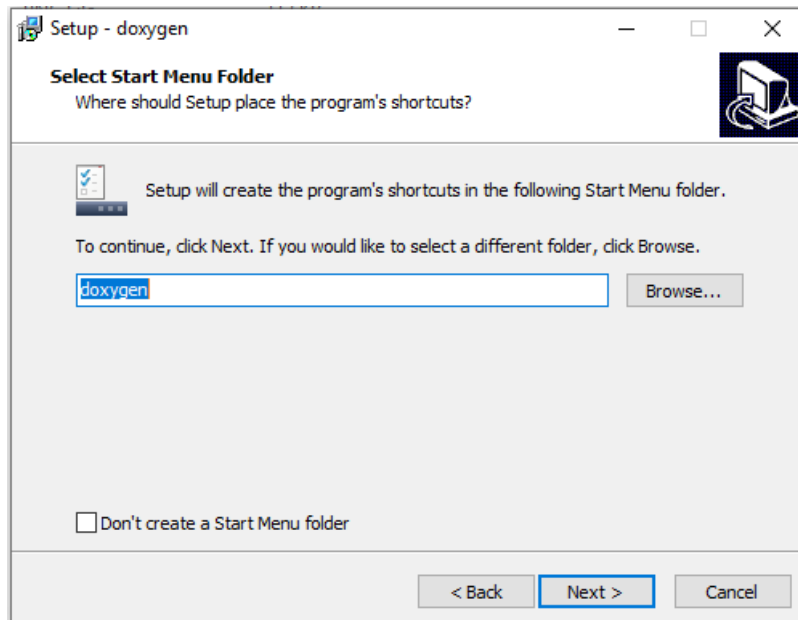 Setup - doxygen
Select Start Menu Folder
Where should Setup place the program's shortcuts?
Setup will create the program's shortcuts in the following Start Menu folder.
To continue, click Next. If you would like to select a different folder, click Browse.
doxygen
Browse...
Don't create a Start Menu folder
< Back
Next >
Cancel